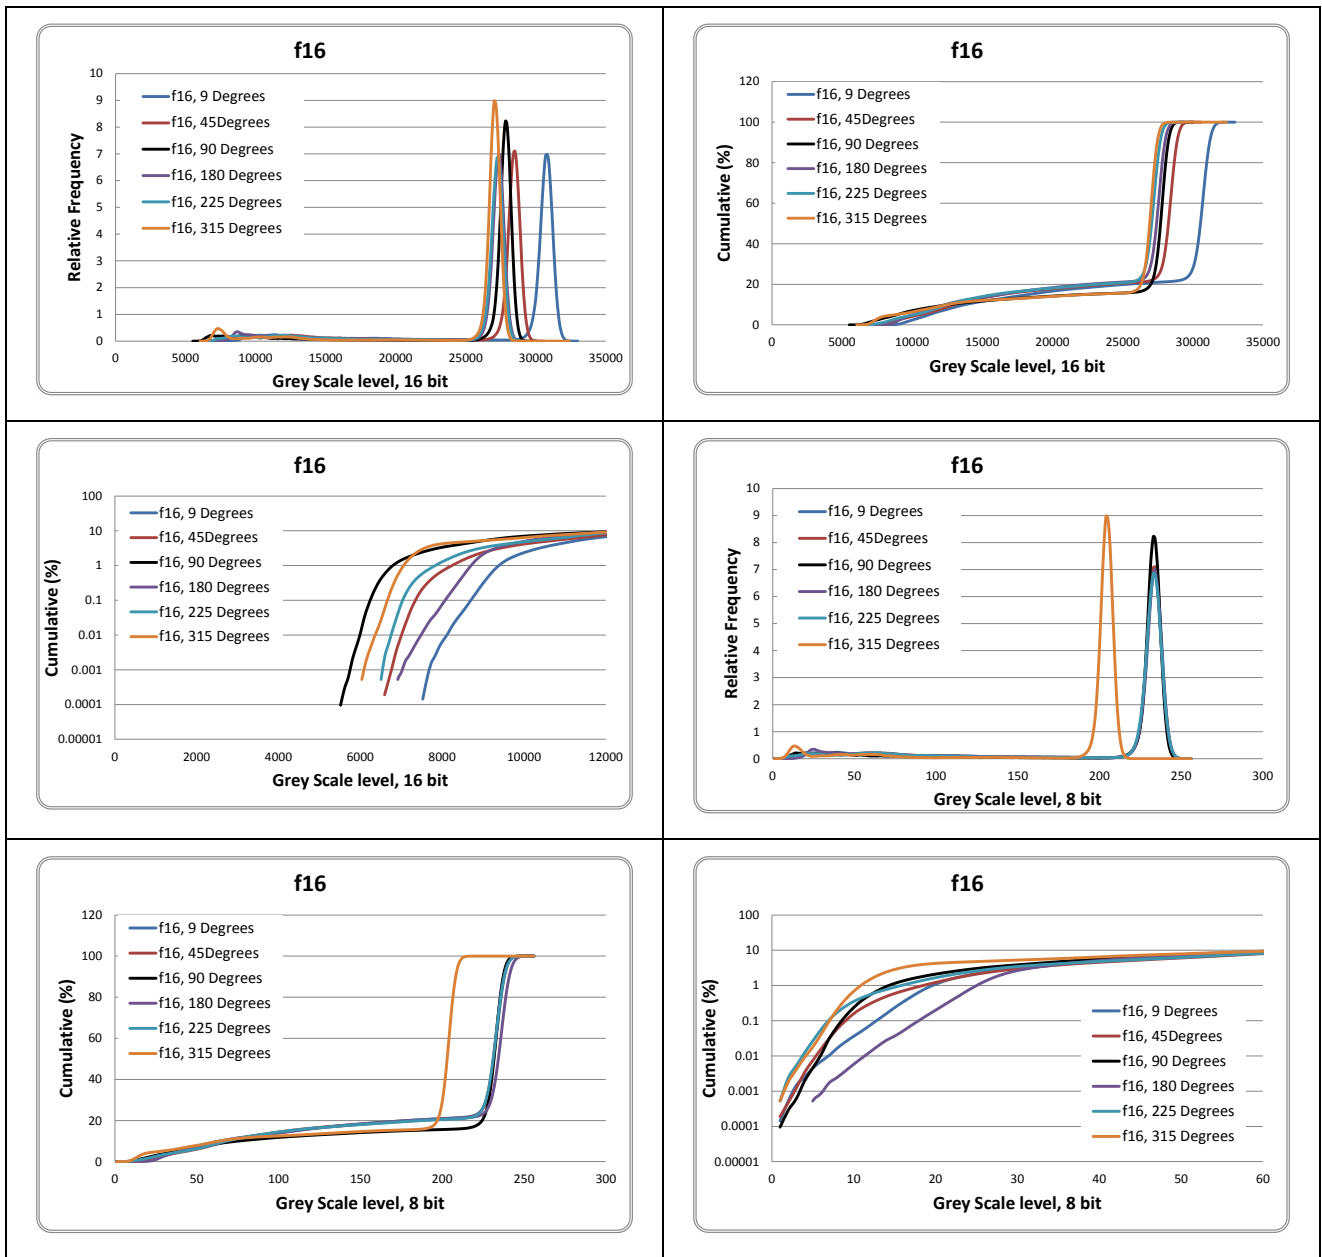 f16
10
9
8
7
6
5
4
3
2
1
0
Relative Frequency
f16, 9 Degrees
f16, 45Degrees
f16, 90 Degrees
f16, 180 Degrees
f16, 225 Degrees
f16, 315 Degrees
0 5000 10000 15000 20000 25000 30000 35000
Grey Scale level, 16 bit
f16
120
100
80
60
40
20
0
Cumulative (%)
f16, 9 Degrees
f16, 45Degrees
f16, 90 Degrees
f16, 180 Degrees
f16, 225 Degrees
f16, 315 Degrees
0 5000 10000 15000 20000 25000 30000 35000
Grey Scale level, 16 bit
f16
100
10
1
0.1
0.01
0.001
0.0001
0.00001
Cumulative (%)
f16, 9 Degrees
f16, 45Degrees
f16, 90 Degrees
f16, 180 Degrees
f16, 225 Degrees
f16, 315 Degrees
0 2000 4000 6000 8000 10000 12000
Grey Scale level, 16 bit
f16
10
9
8
7
6
5
4
3
2
1
0
Relative Frequency
f16, 9 Degrees
f16, 45Degrees
f16, 90 Degrees
f16, 180 Degrees
f16, 225 Degrees
f16, 315 Degrees
0 50 100 150 200 250 300
Grey Scale level, 8 bit
f16
120
100
80
60
40
20
0
Cumulative (%)
f16, 9 Degrees
f16, 45Degrees
f16, 90 Degrees
f16, 180 Degrees
f16, 225 Degrees
f16, 315 Degrees
0 50 100 150 200 250 300
Grey Scale level, 8 bit
f16
100
10
1
0.1
0.01
0.001
0.0001
0.00001
Cumulative (%)
f16, 9 Degrees
f16, 45Degrees
f16, 90 Degrees
f16, 180 Degrees
f16, 225 Degrees
f16, 315 Degrees
0 10 20 30 40 50 60
Grey Scale level, 8 bit